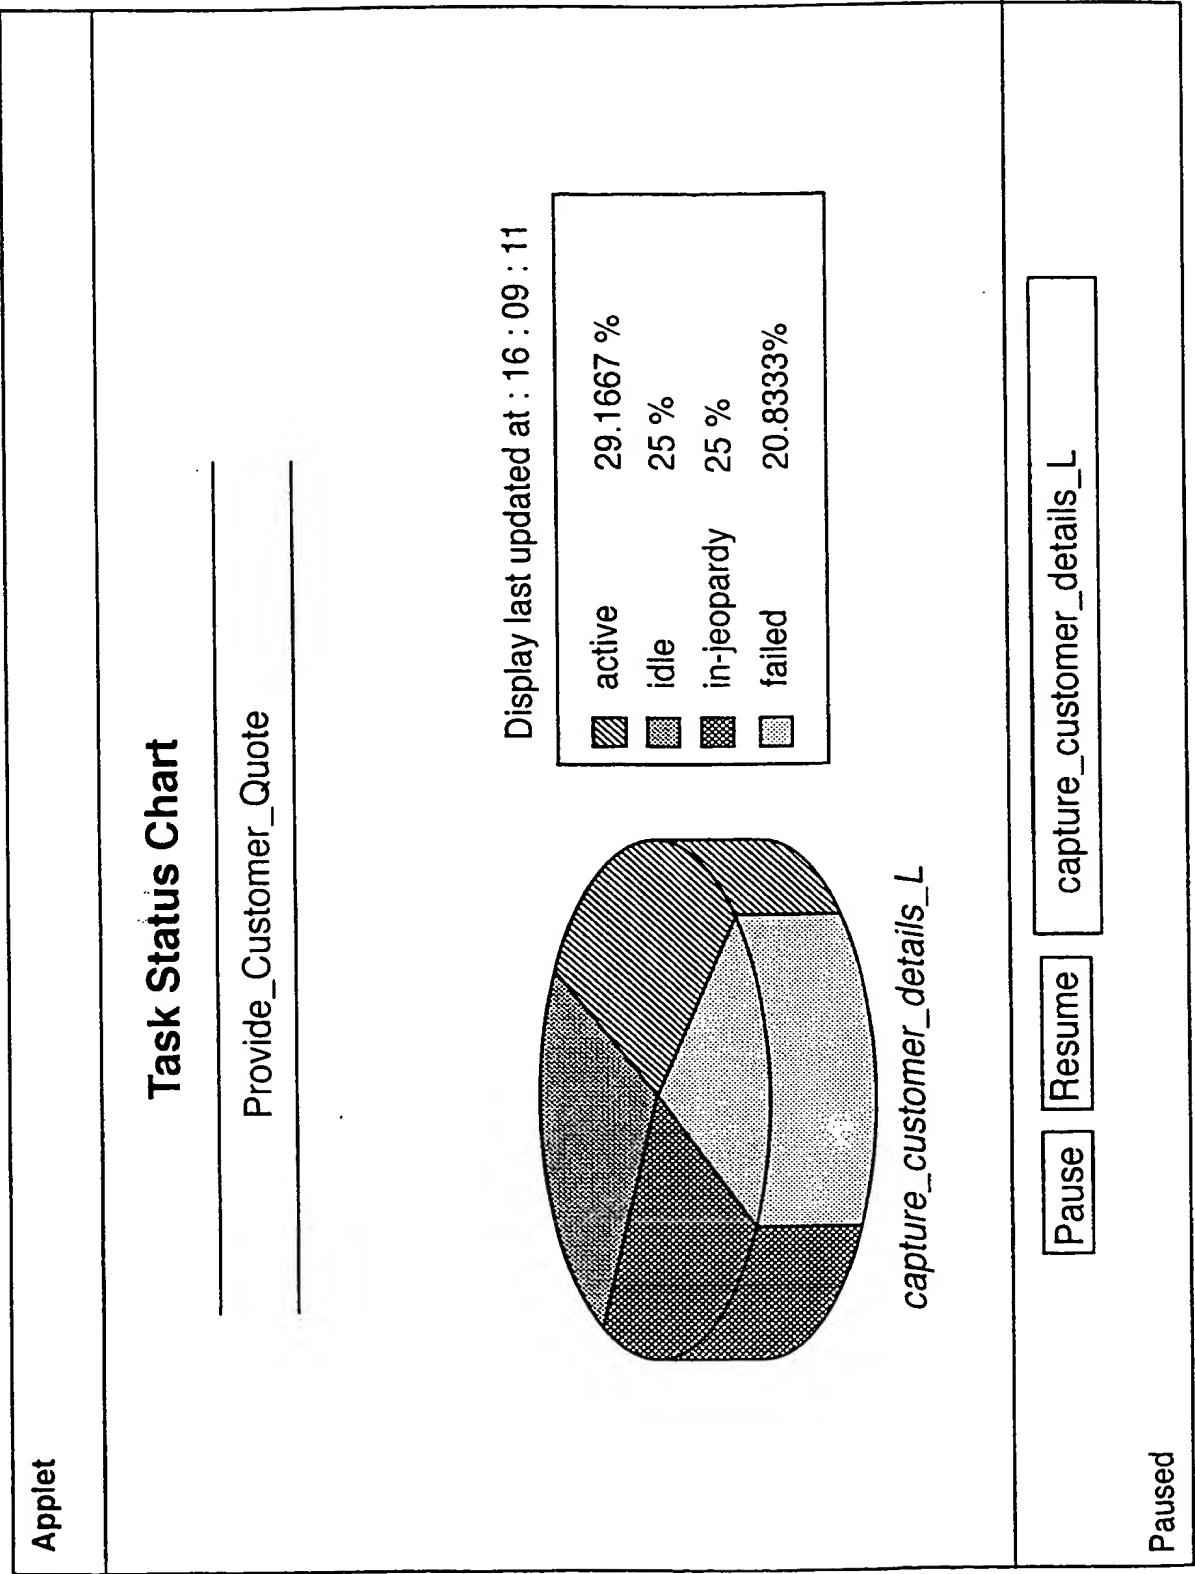 Applet
Task Status Chart
Provide_Customer_Quote
Display last updated at : 16 : 09 : 11
active 29.1667 %
idle 25 %
in-jeopardy 25 %
failed 20.8333%
capture_customer_details_L
Pause Resume capture_customer_details_L
Paused